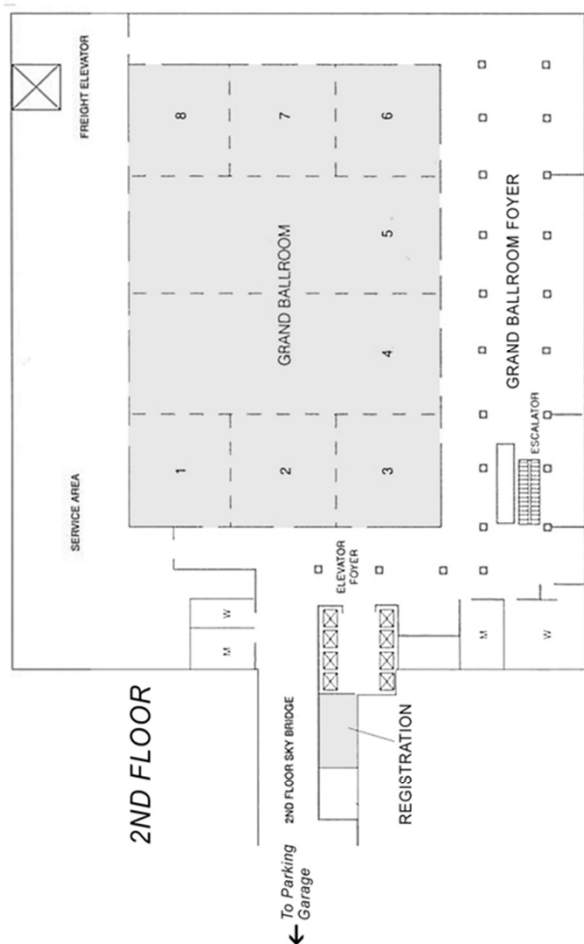 2ND FLOOR
SERVICE AREA
FREIGHT ELEVATOR
1
8
2
7
3
4
5
6
GRAND BALLROOM
M
W
ELEVATOR
FOYER
2ND FLOOR SKY BRIDGE
← To Parking
Garage
REGISTRATION
M
W
ESCALATOR
GRAND BALLROOM FOYER